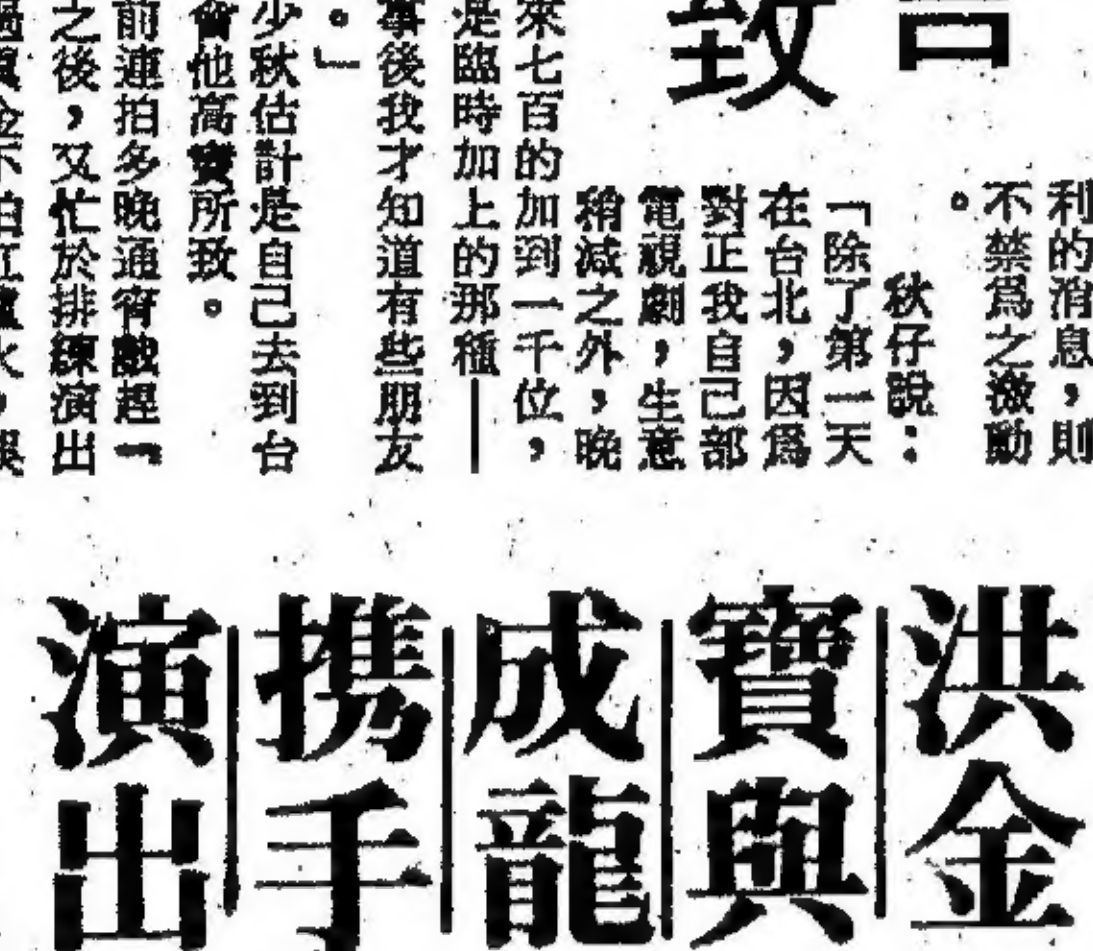 利的消息，則
不禁爲之激動
。
秋仔說：
「除了第一天
在台北，因爲
對正我自己部
電視劇，生意
稍減之外，晚
來七百的加到一千位，
是臨時加上的那種——
事後我才知道有些朋友
。」
少秋估計是自己去到台
會他高賣所致。
前連拍多晚通宵戲趕「
之後，又忙於排練演出
致
洪金
寶與
成龍
携手
演出